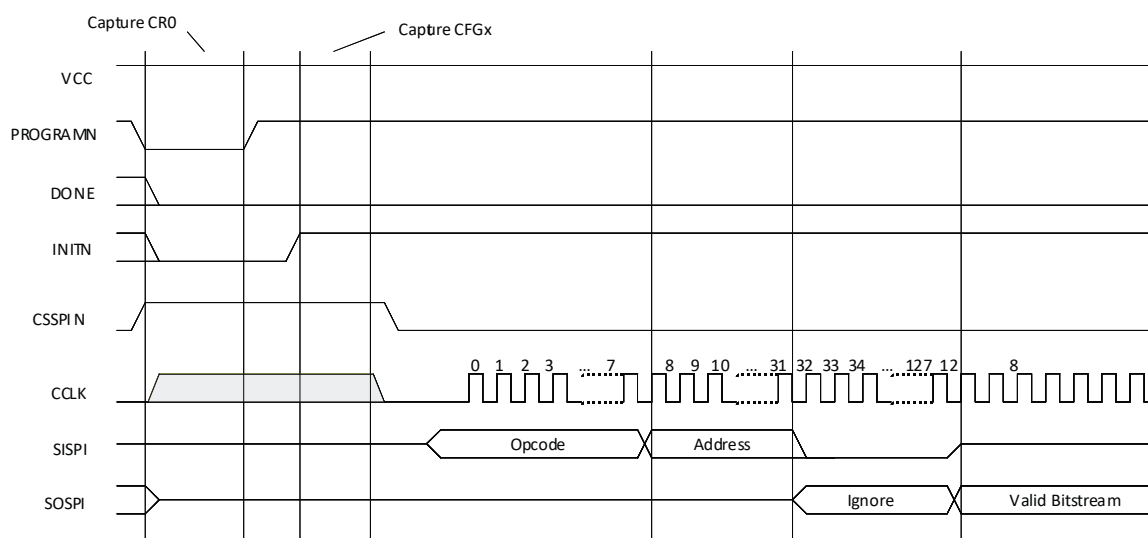 Capture CR0
Capture CFGx
VCC
PROGRAMN
DONE
INITN
CSSPIN
0 1 2 3 ... 7 8 9 10 ... 31 32 33 34 ... 127 12 8
CCLK
SISPI Opcode Address
SOSPI Ignore Valid Bitstream